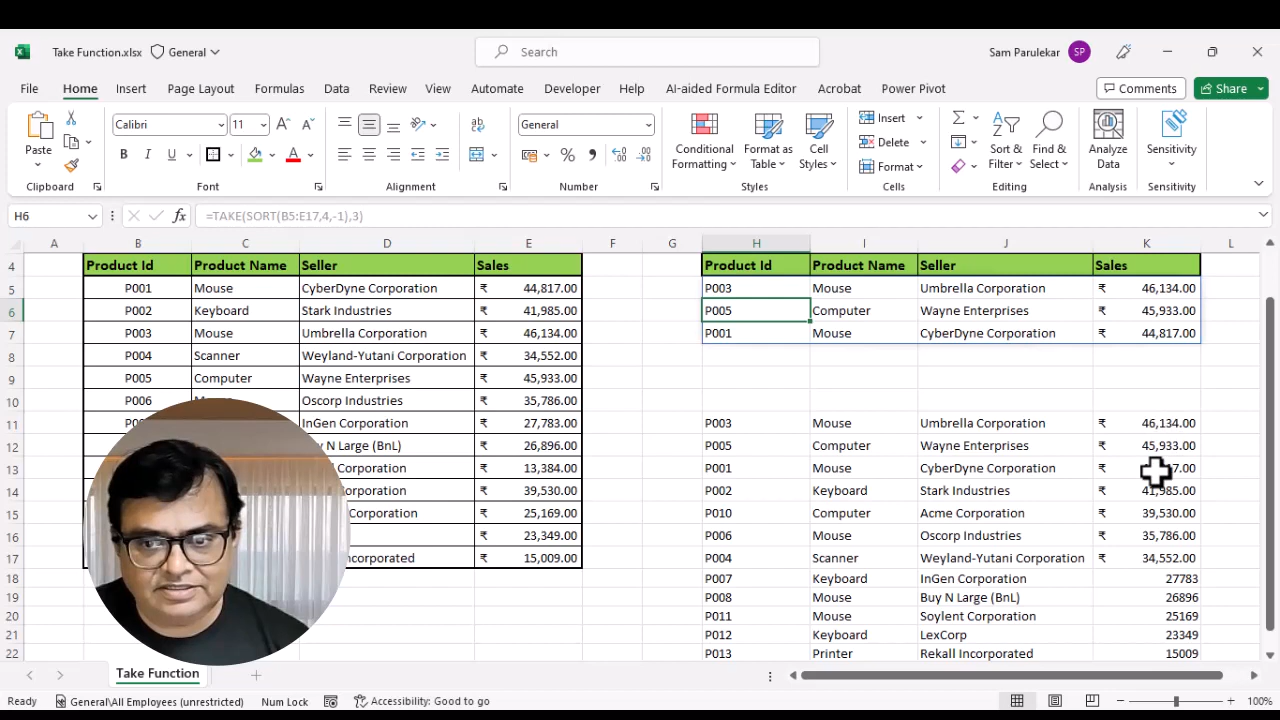 Take Function.xlsx General Search Sam Parulekar SP
File Home Insert Page Layout Formulas Data Review View Automate Developer Help AI-aided Formula Editor Acrobat Power Pivot Comments Share
Paste Calibri 11 A A ab General Conditional Formatting Format as Table Cell Styles Insert Delete Format Sort & Filter Find & Select Analyze Data Sensitivity
B I U A % 9 .00
Clipboard Font Alignment Number Styles Cells Editing Analysis Sensitivity
H6 fx =TAKE(SORT(B5:E17,4,-1),3)
A B C D E F G H I J K L
4 Product Id Product Name Seller Sales Product Id Product Name Seller Sales
5 P001 Mouse CyberDyne Corporation ₹ 44,817.00 P003 Mouse Umbrella Corporation ₹ 46,134.00
6 P002 Keyboard Stark Industries ₹ 41,985.00 P005 Computer Wayne Enterprises ₹ 45,933.00
7 P003 Mouse Umbrella Corporation ₹ 46,134.00 P001 Mouse CyberDyne Corporation ₹ 44,817.00
8 P004 Scanner Weyland-Yutani Corporation ₹ 34,552.00
9 P005 Computer Wayne Enterprises ₹ 45,933.00
10 P006 Oscorp Industries ₹ 35,786.00
11 InGen Corporation ₹ 27,783.00 P003 Mouse Umbrella Corporation ₹ 46,134.00
12 N Large (BnL) ₹ 26,896.00 P005 Computer Wayne Enterprises ₹ 45,933.00
13 Corporation ₹ 13,384.00 P001 Mouse CyberDyne Corporation ₹
14 Corporation ₹ 39,530.00 P002 Keyboard Stark Industries ₹ 41,985.00
15 Corporation ₹ 25,169.00 P010 Computer Acme Corporation ₹ 39,530.00
16 ₹ 23,349.00 P006 Mouse Oscorp Industries ₹ 35,786.00
17 Incorporated ₹ 15,009.00 P004 Scanner Weyland-Yutani Corporation ₹ 34,552.00
18 P007 Keyboard InGen Corporation 27783
19 P008 Mouse Buy N Large (BnL) 26896
20 P011 Mouse Soylent Corporation 25169
21 P012 Keyboard LexCorp 23349
22 P013 Printer Rekall Incorporated 15009
Take Function
Ready General\All Employees (unrestricted) Num Lock Accessibility: Good to go 100%